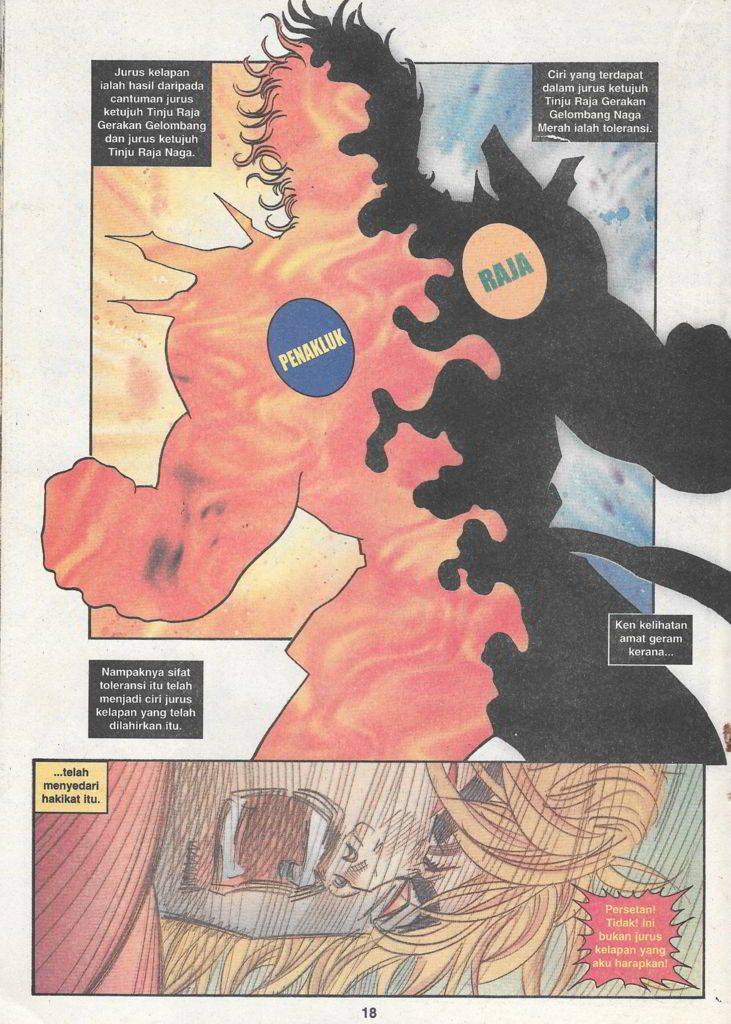 Jurus kelapan
ialah hasil daripada
cantuman jurus
ketujuh Tinju Raja
Gerakan Gelombang
dan jurus ketujuh
Tinju Raja Naga.
Ciri yang terdapat
dalam jurus ketujuh
Tinju Raja Gerakan
Gelombang Naga
Merah ialah toleransi.
RAJA
PENAKLUK
Ken kelihatan
amat geram
kerana...
Nampaknya sifat
toleransi itu telah
menjadi ciri jurus
kelapan yang telah
dilahirkan itu.
...telah
menyedari
hakikat itu.
Persetan!
Tidak! Ini
bukan jurus
kelapan yang
aku harapkan!
18